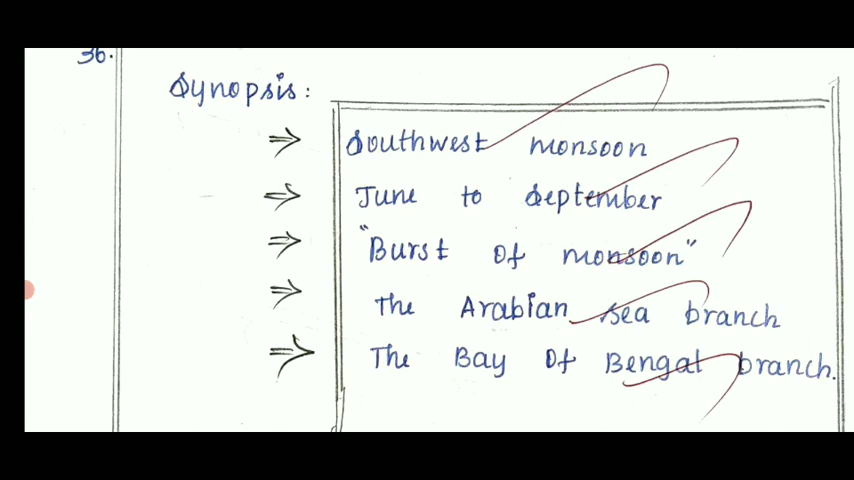 36.
Synopsis:
⇒ Southwest monsoon
⇒ June to September
⇒ "Burst of monsoon"
⇒ The Arabian sea branch
⇒ The Bay of Bengal branch.